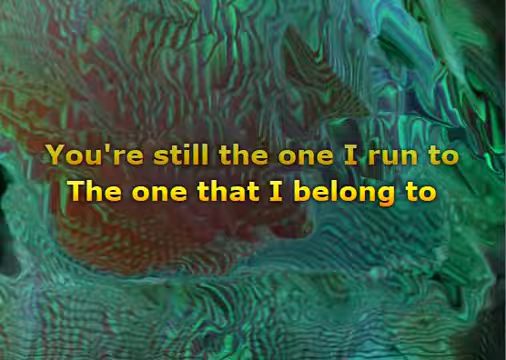 You're still the one I run to
The one that I belong to